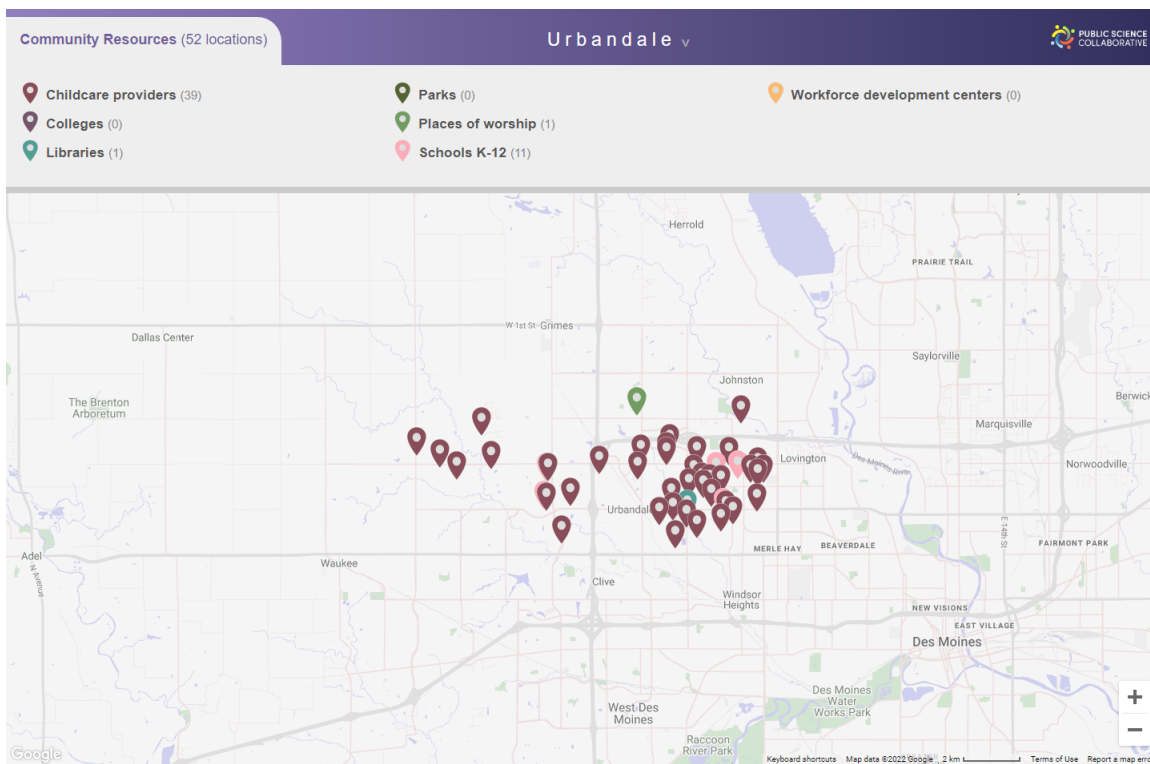 Community Resources (52 locations)
Urbandale v
PUBLIC SCIENCE
COLLABORATIVE
Childcare providers (39)
Parks (0)
Workforce development centers (0)
Colleges (0)
Places of worship (1)
Libraries (1)
Schools K-12 (11)
Herrold
PRAIRIE TRAIL
W 1st St
Grimes
Dallas Center
Saylorville
Johnston
The Brenton
Arboretum
Berwick
Marquisville
Lovington
Des Moines River
Norwoodville
Urbandal
E 14th St
FAIRMONT PARK
MERLE HAY
BEAVERDALE
Adel
N Avenue
Waukee
Clive
Windsor
Heights
NEW VISIONS
EAST VILLAGE
Des Moines
Des Moines
Water
Works Park
West Des
Moines
Raccoon
River Park
+
−
Google
Keyboard shortcuts
Map data ©2022 Google
2 km
Terms of Use
Report a map erro